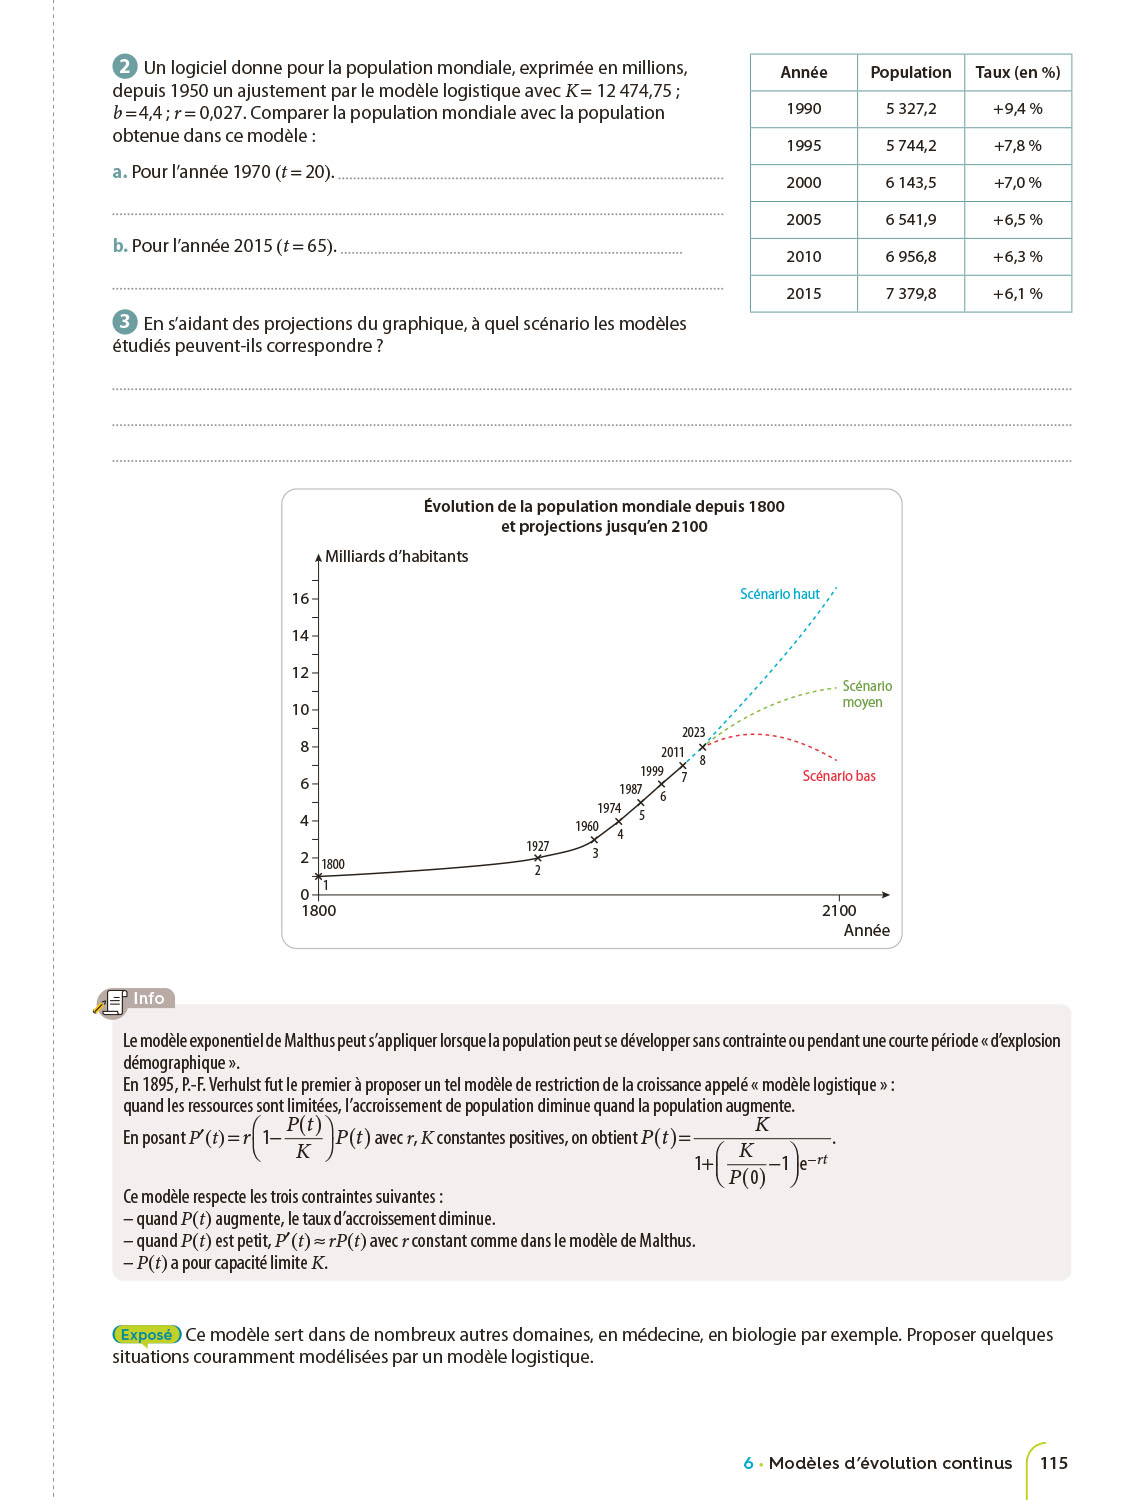 2 Un logiciel donne pour la population mondiale, exprimée en millions,
depuis 1950 un ajustement par le modèle logistique avec K = 12 474,75 ;
b = 4,4 ; r = 0,027. Comparer la population mondiale avec la population
obtenue dans ce modèle :
a. Pour l’année 1970 (t = 20).
b. Pour l’année 2015 (t = 65).
Année Population Taux (en %)
1990 5 327,2 +9,4 %
1995 5 744,2 +7,8 %
2000 6 143,5 +7,0 %
2005 6 541,9 +6,5 %
2010 6 956,8 +6,3 %
2015 7 379,8 +6,1 %
3 En s’aidant des projections du graphique, à quel scénario les modèles
étudiés peuvent-ils correspondre ?
Évolution de la population mondiale depuis 1800
et projections jusqu’en 2100
Milliards d’habitants
16
14
12
10
8
6
4
2
0
1800
1
1927
2
1960
3
1974
4
1987
5
1999
6
2011
7
2023
8
Scénario haut
Scénario
moyen
Scénario bas
1800 2100
Année
Info
Le modèle exponentiel de Malthus peut s’appliquer lorsque la population peut se développer sans contrainte ou pendant une courte période « d’explosion
démographique ».
En 1895, P.-F. Verhulst fut le premier à proposer un tel modèle de restriction de la croissance appelé « modèle logistique » :
quand les ressources sont limitées, l’accroissement de population diminue quand la population augmente.
En posant P′(t) = r(1 − P(t)/K)P(t) avec r, K constantes positives, on obtient P(t) = K/(1+(K/P(0) −1)e^−rt).
Ce modèle respecte les trois contraintes suivantes :
– quand P(t) augmente, le taux d’accroissement diminue.
– quand P(t) est petit, P′(t) ≈ rP(t) avec r constant comme dans le modèle de Malthus.
– P(t) a pour capacité limite K.
Exposé Ce modèle sert dans de nombreux autres domaines, en médecine, en biologie par exemple. Proposer quelques
situations couramment modélisées par un modèle logistique.
6 • Modèles d’évolution continus 115